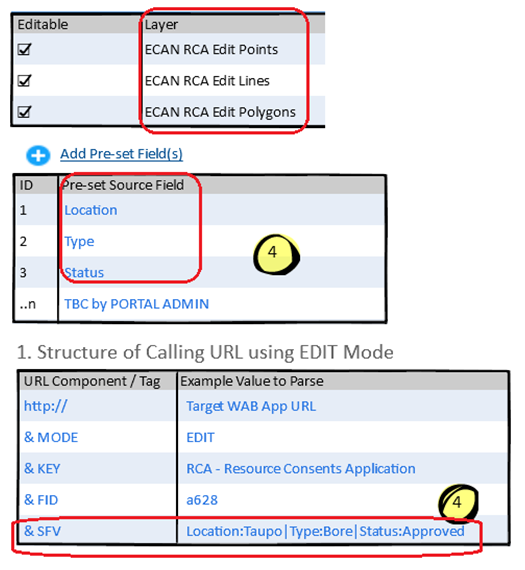 Editable Layer
ECAN RCA Edit Points
ECAN RCA Edit Lines
ECAN RCA Edit Polygons
Add Pre-set Field(s)
ID Pre-set Source Field
1 Location
2 Type
3 Status
..n TBC by PORTAL ADMIN
4
1. Structure of Calling URL using EDIT Mode
URL Component / Tag Example Value to Parse
http:// Target WAB App URL
& MODE EDIT
& KEY RCA - Resource Consents Application
& FID a628
4
& SFV Location:Taupo|Type:Bore|Status:Approved